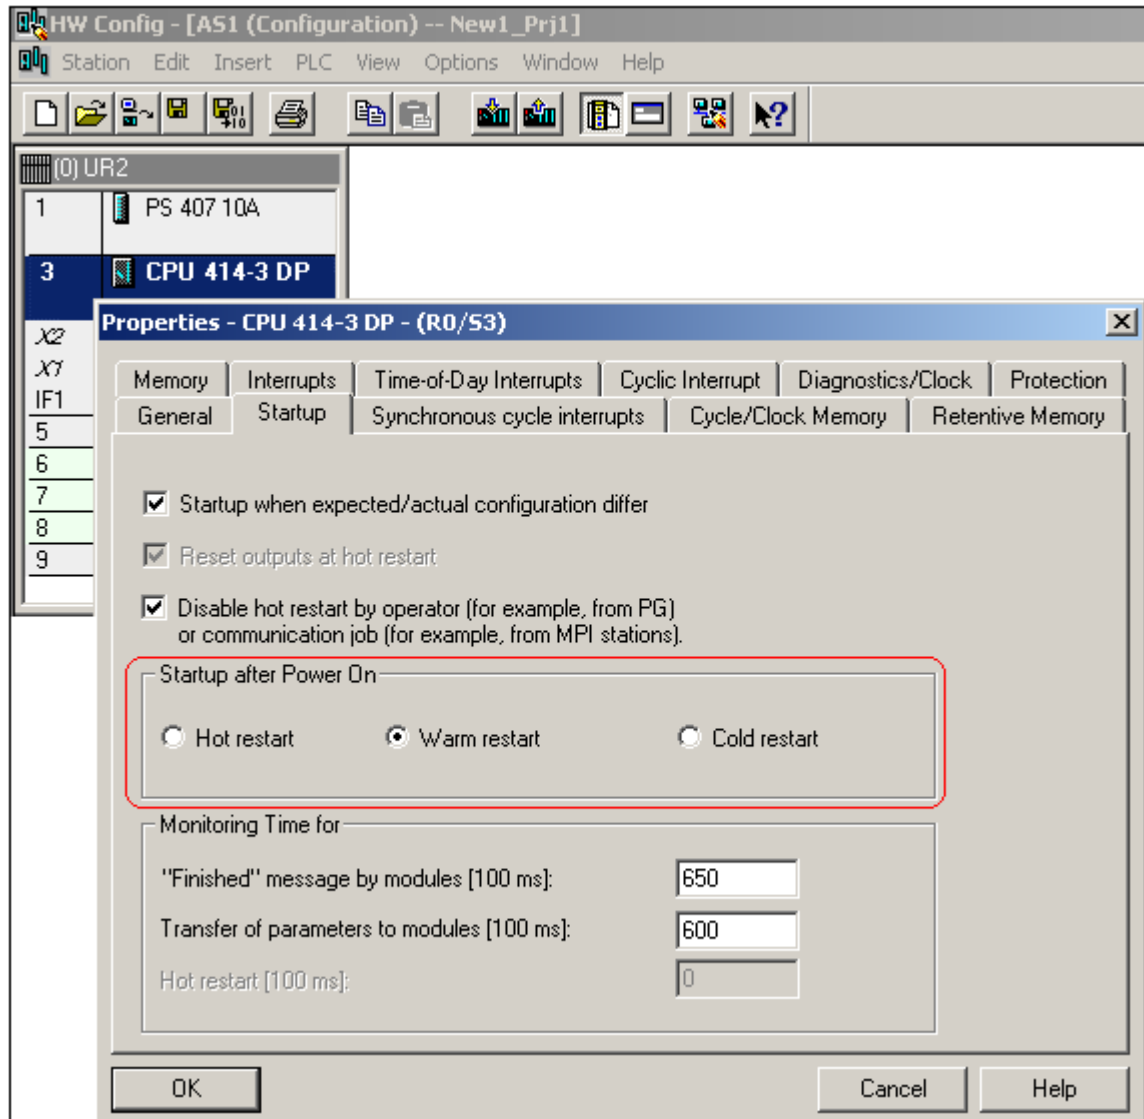 HW Config - [AS1 (Configuration) -- New1_Prj1]
Station Edit Insert PLC View Options Window Help
(0) UR2
1 PS 407 10A
3 CPU 414-3 DP
X2
X1
IF1
5
6
7
8
9
Properties - CPU 414-3 DP - (R0/S3)
Memory Interrupts Time-of-Day Interrupts Cyclic Interrupt Diagnostics/Clock Protection
General Startup Synchronous cycle interrupts Cycle/Clock Memory Retentive Memory
Startup when expected/actual configuration differ
Reset outputs at hot restart
Disable hot restart by operator (for example, from PG)
or communication job (for example, from MPI stations).
Startup after Power On
Hot restart Warm restart Cold restart
Monitoring Time for
"Finished" message by modules [100 ms]: 650
Transfer of parameters to modules [100 ms]: 600
Hot restart [100 ms]: 0
OK Cancel Help